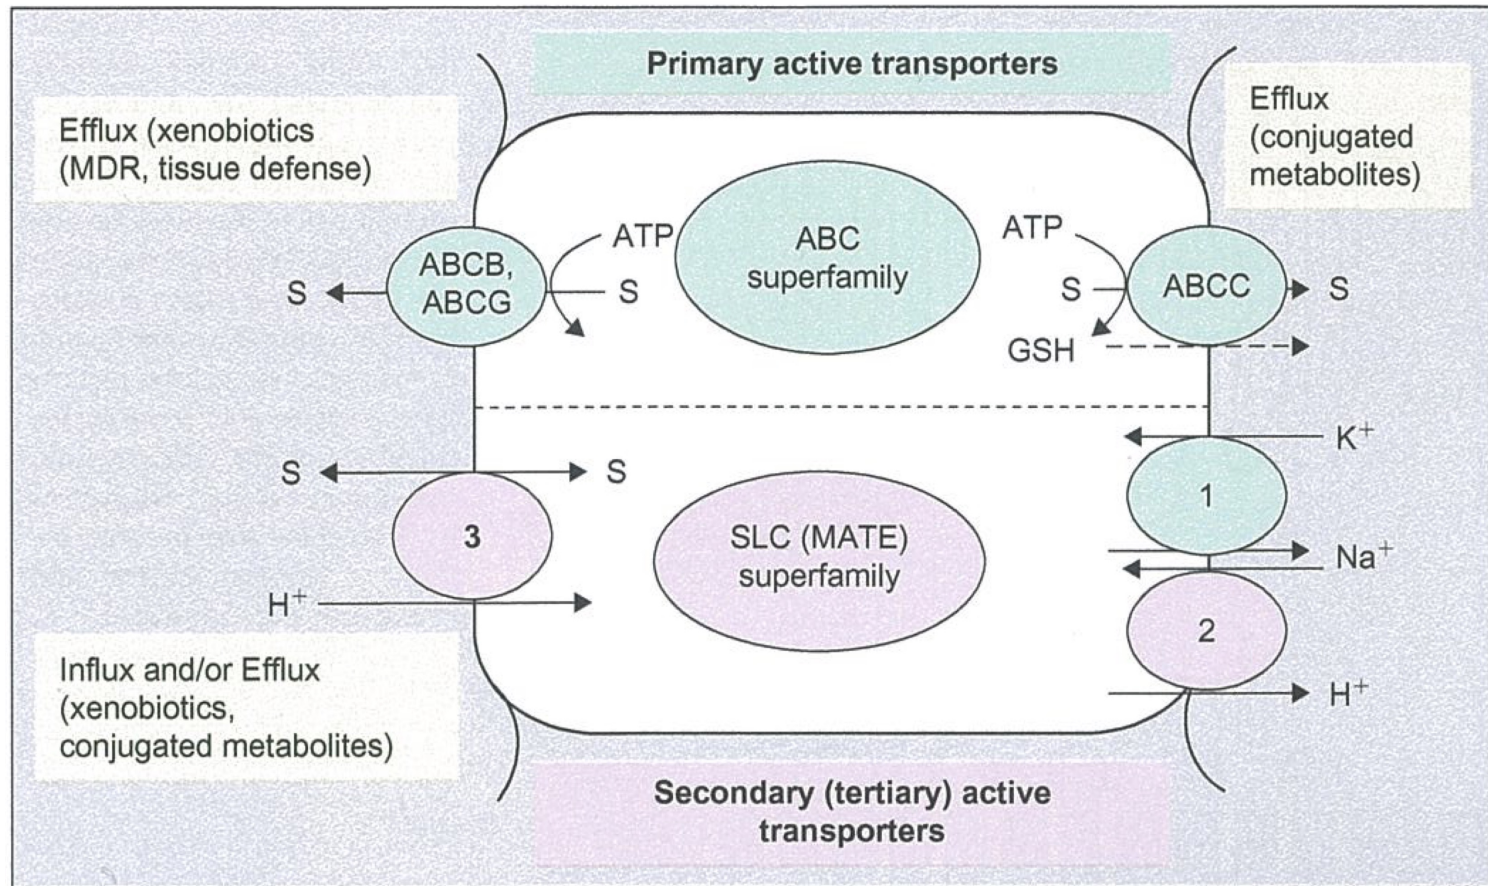 Primary active transporters
Efflux (xenobiotics
(MDR, tissue defense)
Efflux
(conjugated
metabolites)
ATP
ABC
superfamily
ATP
ABCB,
ABCG
S
S
S
ABCC
S
GSH
K+
S
S
1
3
SLC (MATE)
superfamily
Na+
H+
2
H+
Influx and/or Efflux
(xenobiotics,
conjugated metabolites)
Secondary (tertiary) active
transporters